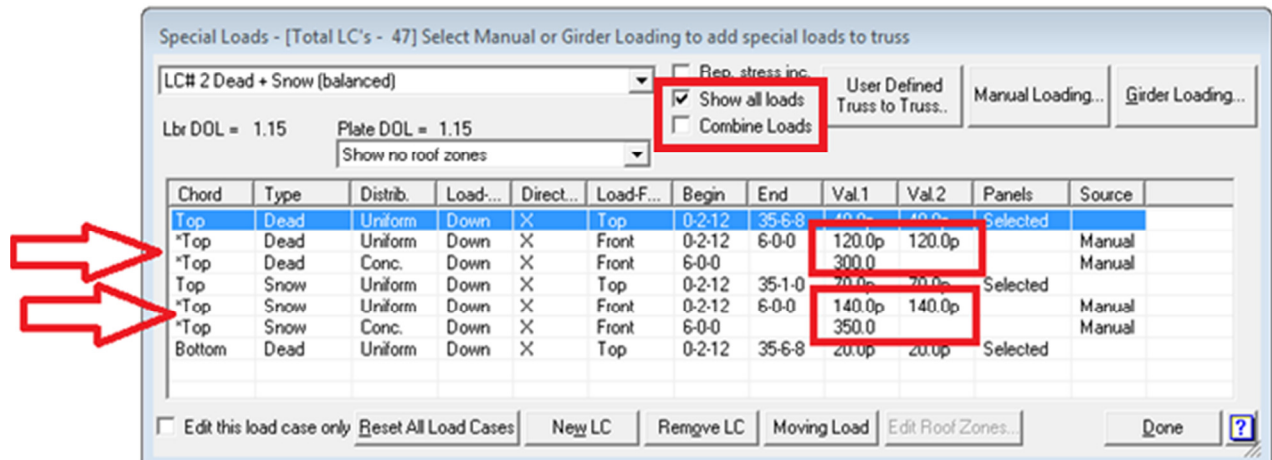 Special Loads - [Total LC's - 47] Select Manual or Girder Loading to add special loads to truss
LC# 2 Dead + Snow (balanced)
Rep. stress inc.
Show all loads
Combine Loads
User Defined
Truss to Truss..
Manual Loading...
Girder Loading...
Lbr DOL = 1.15 Plate DOL = 1.15
Show no roof zones
Chord Type Distrib. Load-... Direct... Load-F... Begin End Val.1 Val.2 Panels Source
Top Dead Uniform Down X Top 0-2-12 35-6-8 40.0p 40.0p Selected
*Top Dead Uniform Down X Front 0-2-12 6-0-0 120.0p 120.0p Manual
*Top Dead Conc. Down X Front 6-0-0 300.0 Manual
Top Snow Uniform Down X Top 0-2-12 35-1-0 70.0p 70.0p Selected
*Top Snow Uniform Down X Front 0-2-12 6-0-0 140.0p 140.0p Manual
*Top Snow Conc. Down X Front 6-0-0 350.0 Manual
Bottom Dead Uniform Down X Top 0-2-12 35-6-8 20.0p 20.0p Selected
Edit this load case only Reset All Load Cases New LC Remove LC Moving Load Edit Roof Zones... Done ?